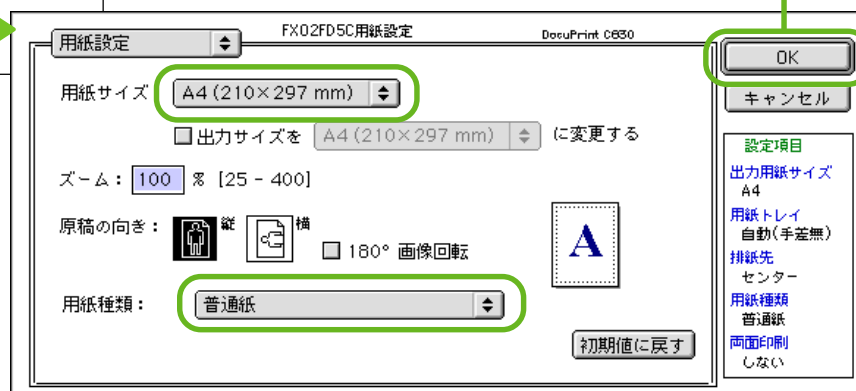 FX02FD5C用紙設定
DocuPrint C830
用紙設定
OK
用紙サイズ A4(210×297 mm)
キャンセル
出力サイズを A4(210×297 mm) に変更する
設定項目
出力用紙サイズ
A4
ズーム: 100 % [25 - 400]
用紙トレイ
自動(手差無)
原稿の向き: 縦 横
180° 画像回転
A
排紙先
センター
用紙種類: 普通紙
用紙種類
普通紙
初期値に戻す
両面印刷
しない